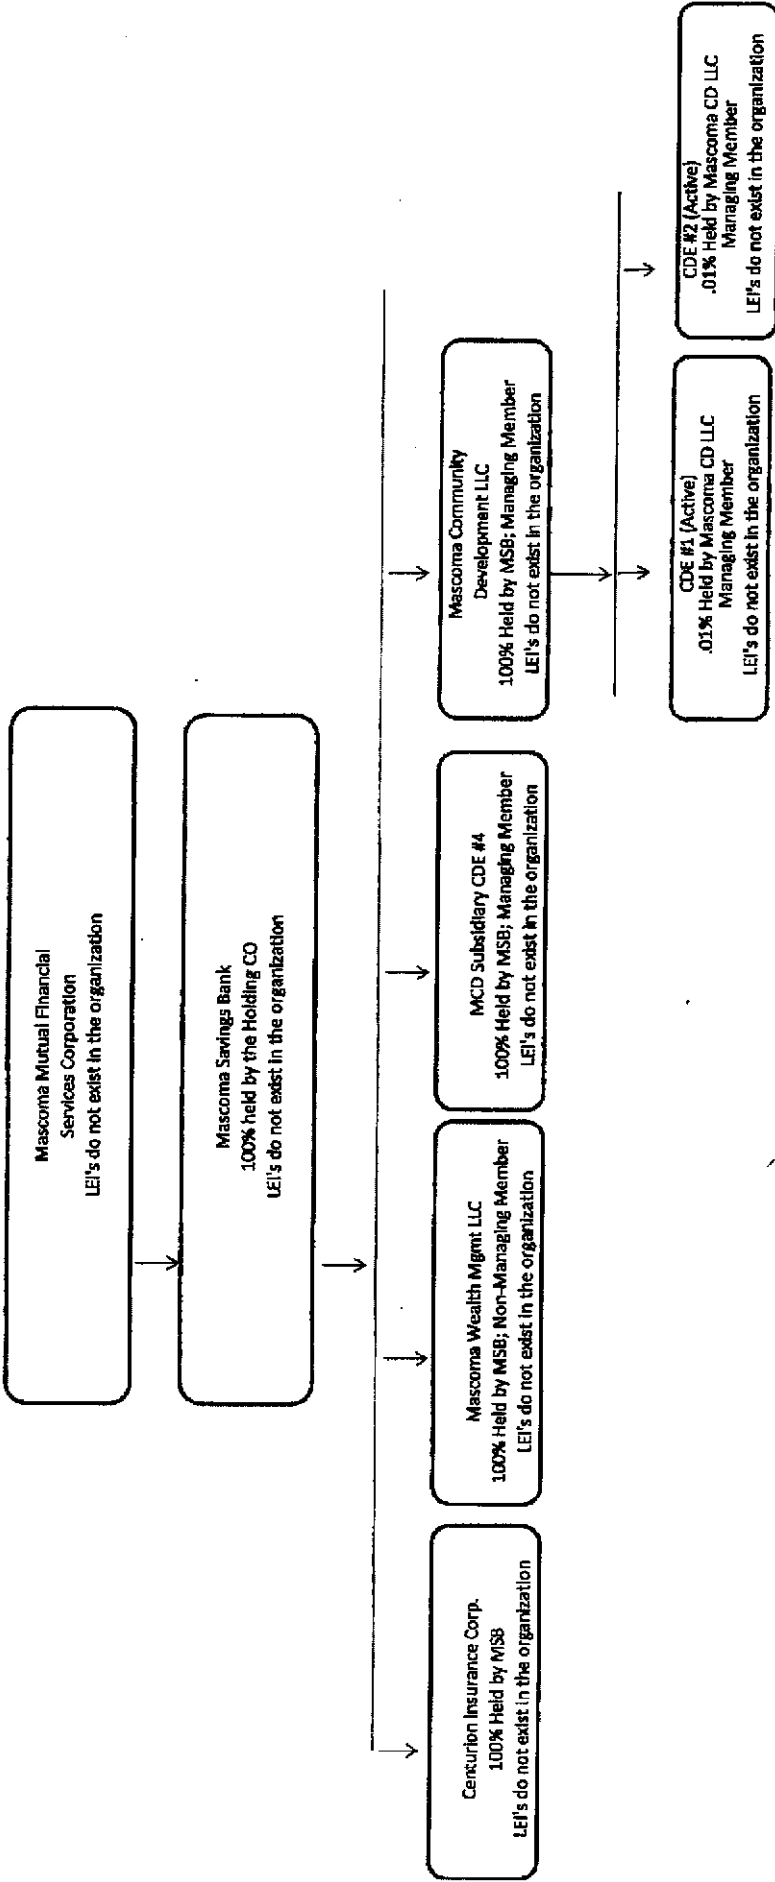 Mascoma Mutual Financial
Services Corporation
LEI's do not exist in the organization
Mascoma Savings Bank
100% held by the Holding CO
LEI's do not exist in the organization
Centurion Insurance Corp.
100% Held by MSB
LEI's do not exist in the organization
Mascoma Wealth Mgmt LLC
100% Held by MSB; Non-Managing Member
LEI's do not exist in the organization
MCD Subsidiary CDE #4
100% Held by MSB; Managing Member
LEI's do not exist in the organization
Mascoma Community
Development LLC
100% Held by MSB; Managing Member
LEI's do not exist in the organization
CDE #1 (Active)
.01% Held by Mascoma CD LLC
Managing Member
LEI's do not exist in the organization
CDE #2 (Active)
.01% Held by Mascoma CD LLC
Managing Member
LEI's do not exist in the organization